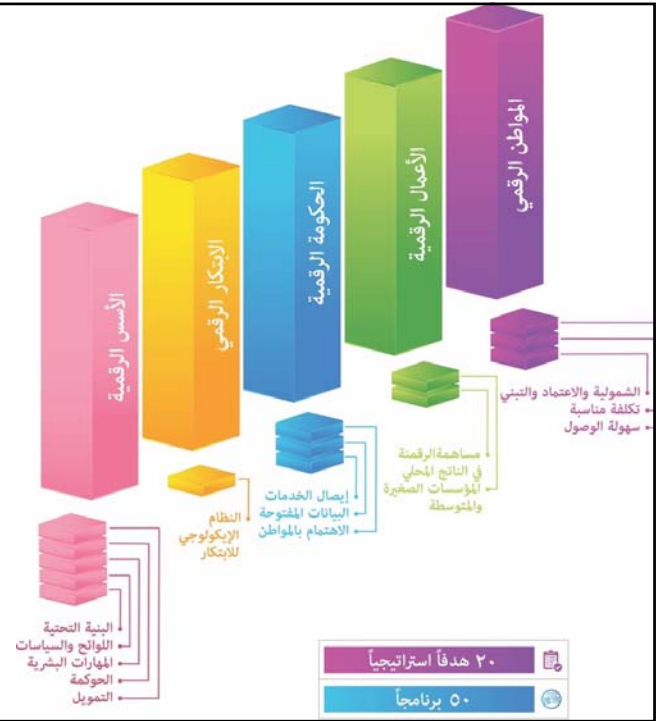 المواطن الرقمي
الأعمال الرقمية
الحكومة الرقمية
الابتكار الرقمي
الأسس الرقمية
الشمولية والاعتماد والتبني
تكلفة مناسبة
سهولة الوصول
مساهمةالرقمنة
في الناتج المحلي
المؤسسات الصغيرة
والمتوسطة
إيصال الخدمات
البيانات المفتوحة
الاهتمام بالمواطن
النظام
الإيكولوجي
للابتكار
البنية التحتية
اللوائح والسياسات
المهارات البشرية
الحوكمة
التمويل
٢٠ هدفاً استراتيجياً
٥٠ برنامجاً